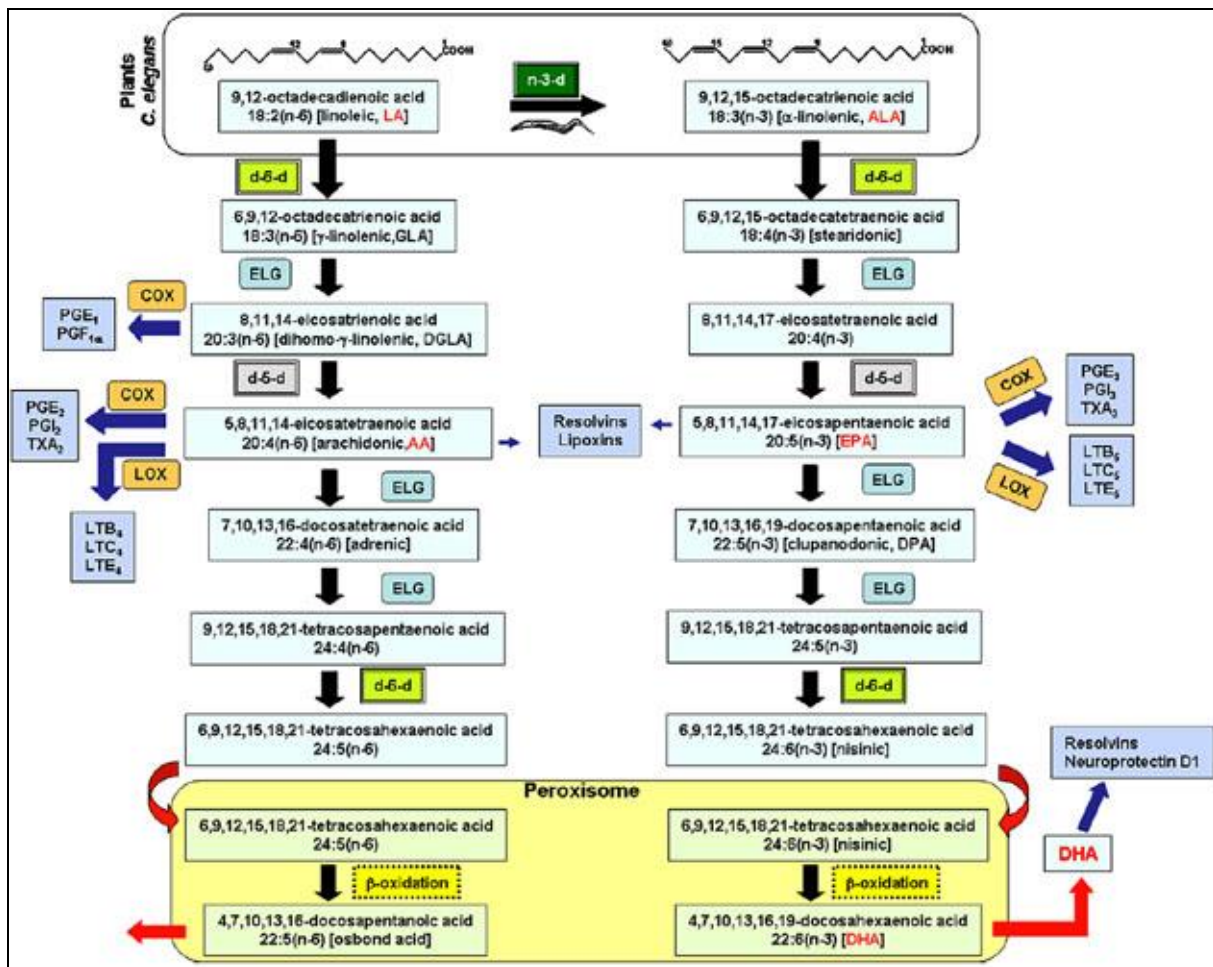 Plants
C. elegans
12
9
1
COOH
9,12-octadecadienoic acid
18:2(n-6) [linoleic, LA]
n-3-d
15
12
9
1
COOH
9,12,15-octadecatrienoic acid
18:3(n-3) [α-linolenic, ALA]
d-6-d
d-6-d
6,9,12-octadecatrienoic acid
18:3(n-6) [γ-linolenic,GLA]
6,9,12,15-octadecatetraenoic acid
18:4(n-3) [stearidonic]
ELG
ELG
COX
PGE1
PGF1α
8,11,14-eicosatrienoic acid
20:3(n-6) [dihomo-γ-linolenic, DGLA]
8,11,14,17-eicosatetraenoic acid
20:4(n-3)
d-5-d
d-5-d
COX
PGE2
PGI2
TXA2
LOX
5,8,11,14-eicosatetraenoic acid
20:4(n-6) [arachidonic,AA]
Resolvins
Lipoxins
5,8,11,14,17-eicosapentaenoic acid
20:5(n-3) [EPA]
COX
PGE3
PGI3
TXA3
LOX
LTB5
LTC5
LTE5
LTB4
LTC4
LTE4
ELG
ELG
7,10,13,16-docosatetraenoic acid
22:4(n-6) [adrenic]
7,10,13,16,19-docosapentaenoic acid
22:5(n-3) [clupanodonic, DPA]
ELG
ELG
9,12,15,18,21-tetracosapentaenoic acid
24:4(n-6)
9,12,15,18,21-tetracosapentaenoic acid
24:5(n-3)
d-6-d
d-6-d
6,9,12,15,18,21-tetracosahexaenoic acid
24:5(n-6)
6,9,12,15,18,21-tetracosahexaenoic acid
24:6(n-3) [nisinic]
Resolvins
Neuroprotectin D1
Peroxisome
6,9,12,15,18,21-tetracosahexaenoic acid
24:5(n-6)
6,9,12,15,18,21-tetracosahexaenoic acid
24:6(n-3) [nisinic]
DHA
β-oxidation
β-oxidation
4,7,10,13,16-docosapentanoic acid
22:5(n-6) [osbond acid]
4,7,10,13,16,19-docosahexaenoic acid
22:6(n-3) [DHA]